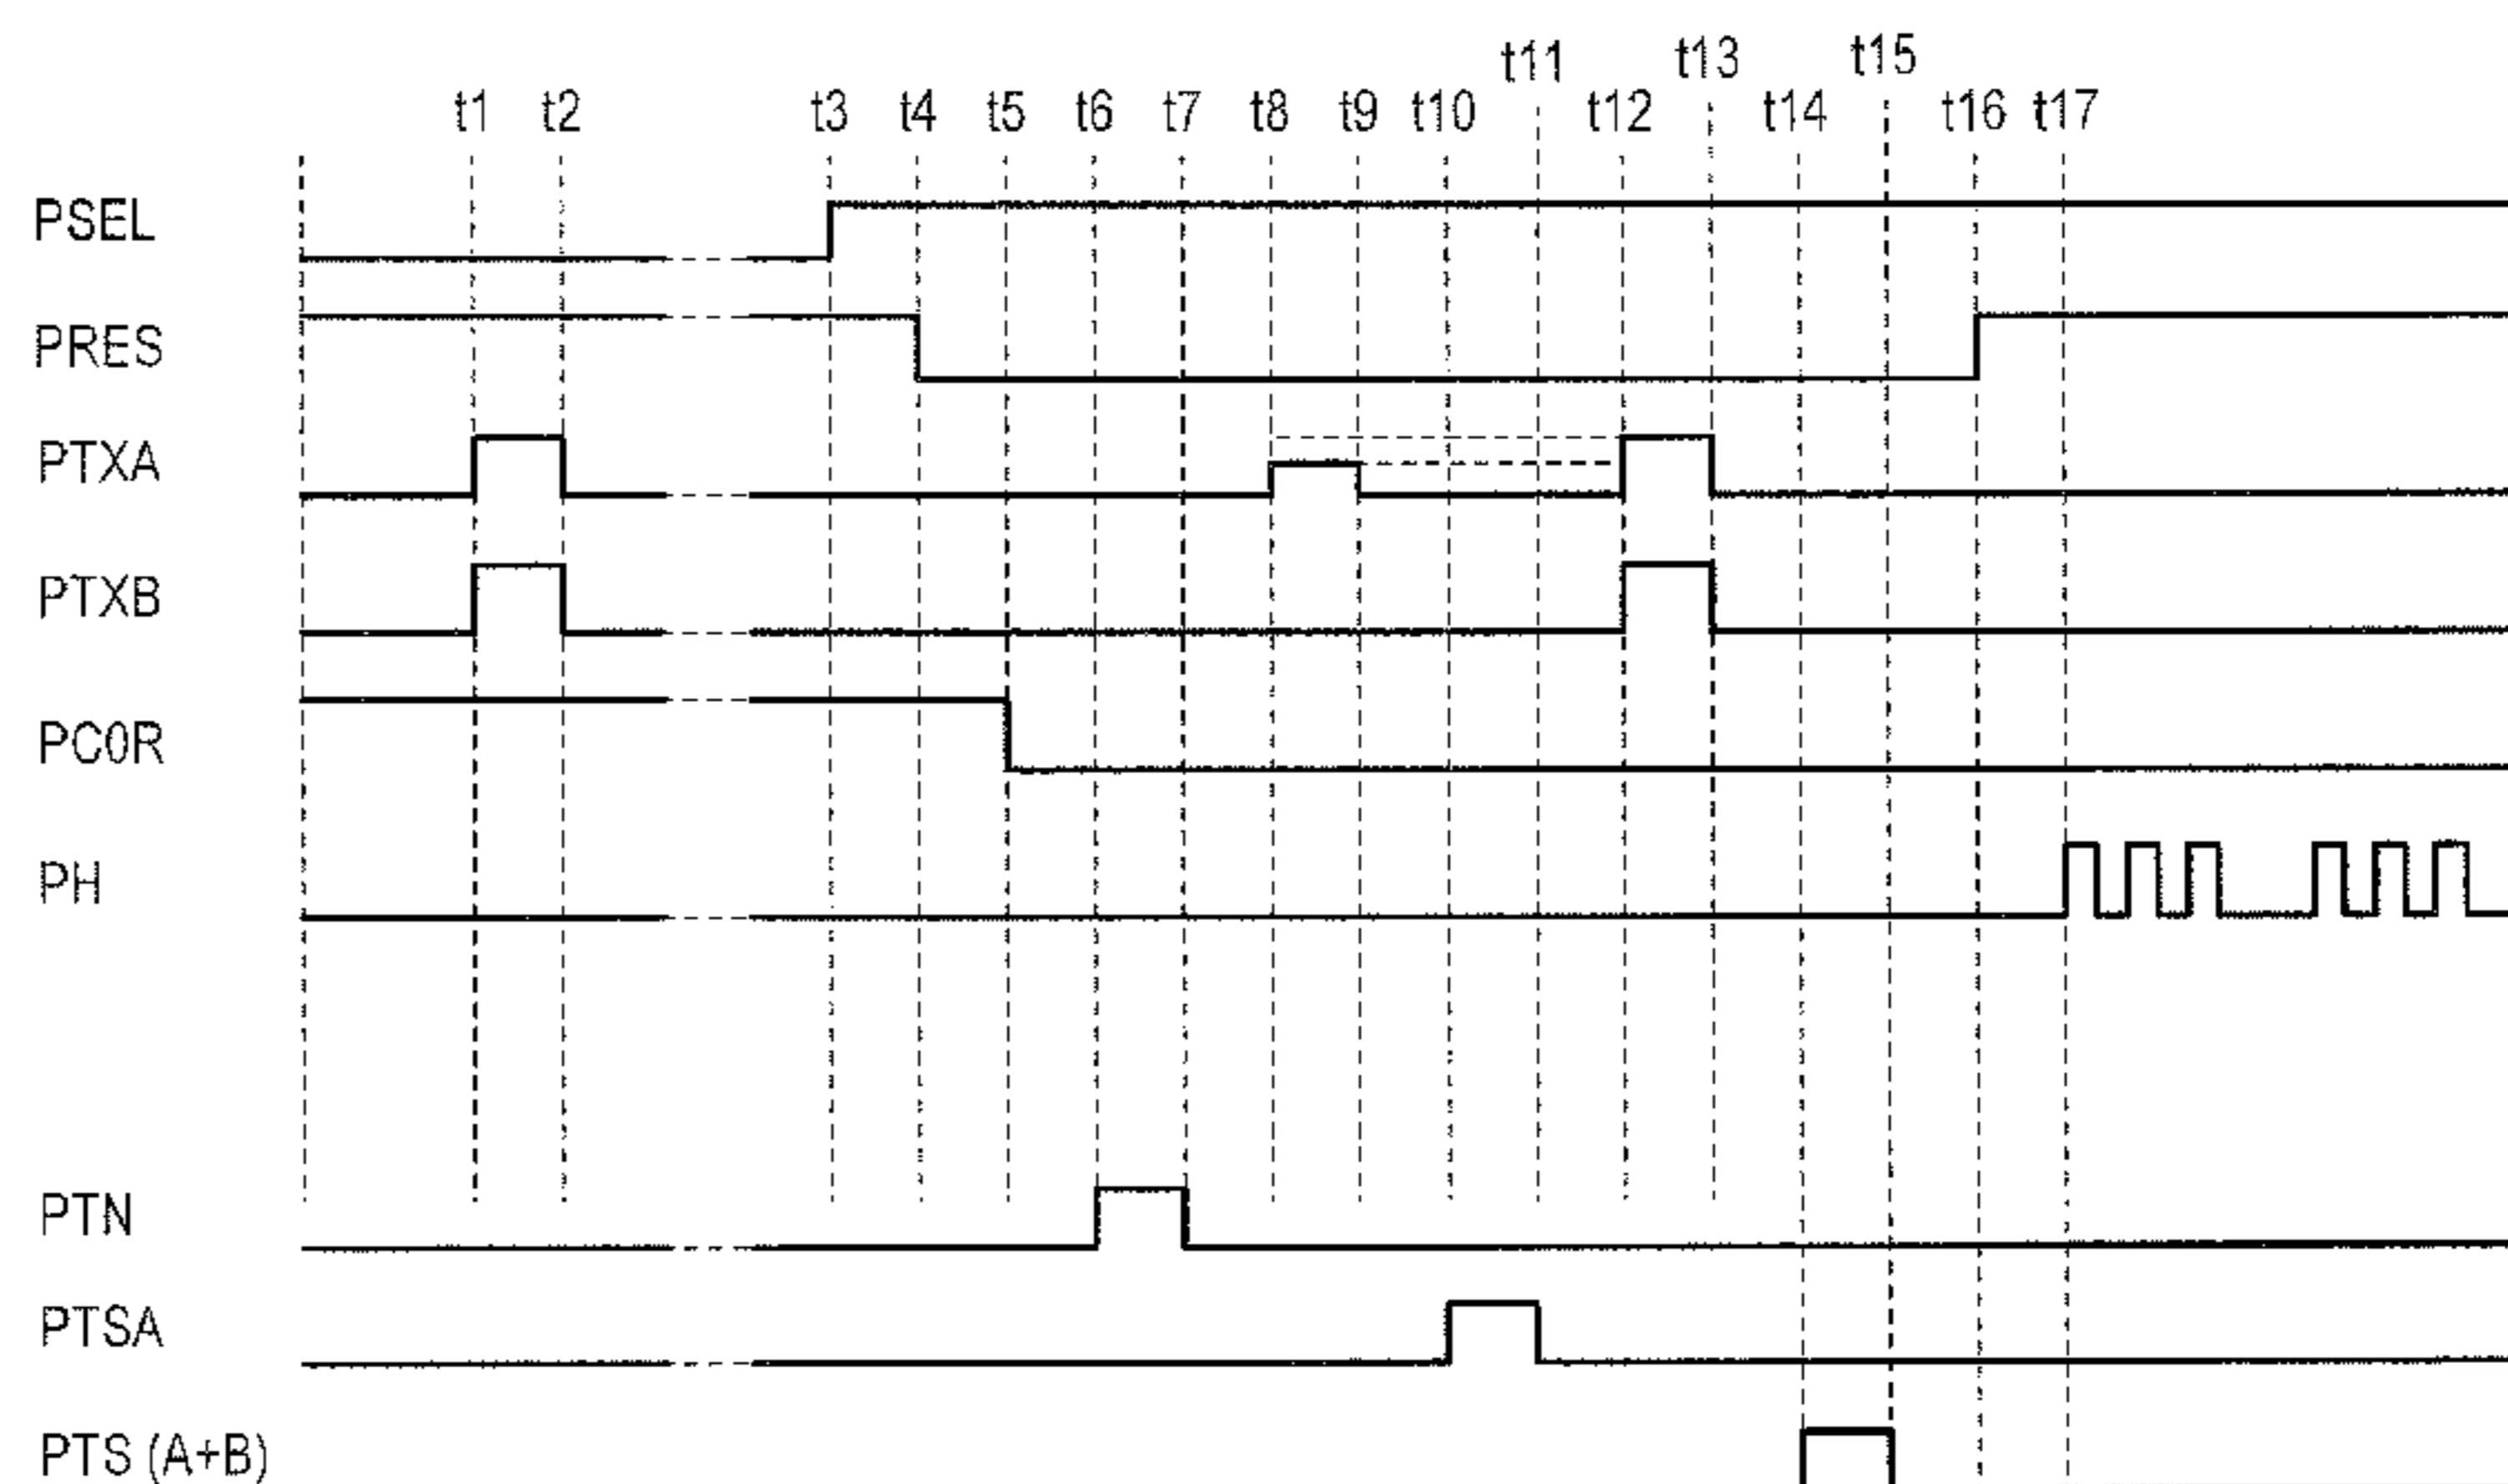 t11 t13 t15
t1 t2 t3 t4 t5 t6 t7 t8 t9 t10 t12 t14 t16 t17
PSEL
PRES
PTXA
PTXB
PC0R
PH
PTN
PTSA
PTS (A+B)